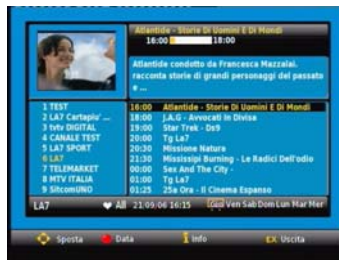 Atlantide - Storie Di Uomini E Di Mondi
16:00 18:00
Atlantide condotto da Francesca Mazzalai.
racconta storie di grandi personaggi del passato
e ...
1 TEST
2 LA7 Cartapiu' ...
3 tvtv DIGITAL
4 CANALE TEST
5 LA7 SPORT
6 LA7
7 TELEMARKET
8 MTV ITALIA
9 SitcomUNO
16:00 Atlantide - Storie Di Uomini E Di Mondi
18:00 J.A.G - Avvocati In Divisa
19:00 Star Trek - Ds9
20:00 Tg La7
20:30 Missione Nature
21:30 Mississipi Burning - Le Radici Dell'odio
00:00 Sex And The City -
01:00 Tg La7
01:25 25a Ora - Il Cinema Espanso
LA7 All 21/09/06 16:15 Ven Sab Dom Lun Mar Mer
Sposta Data i Info EX Uscita